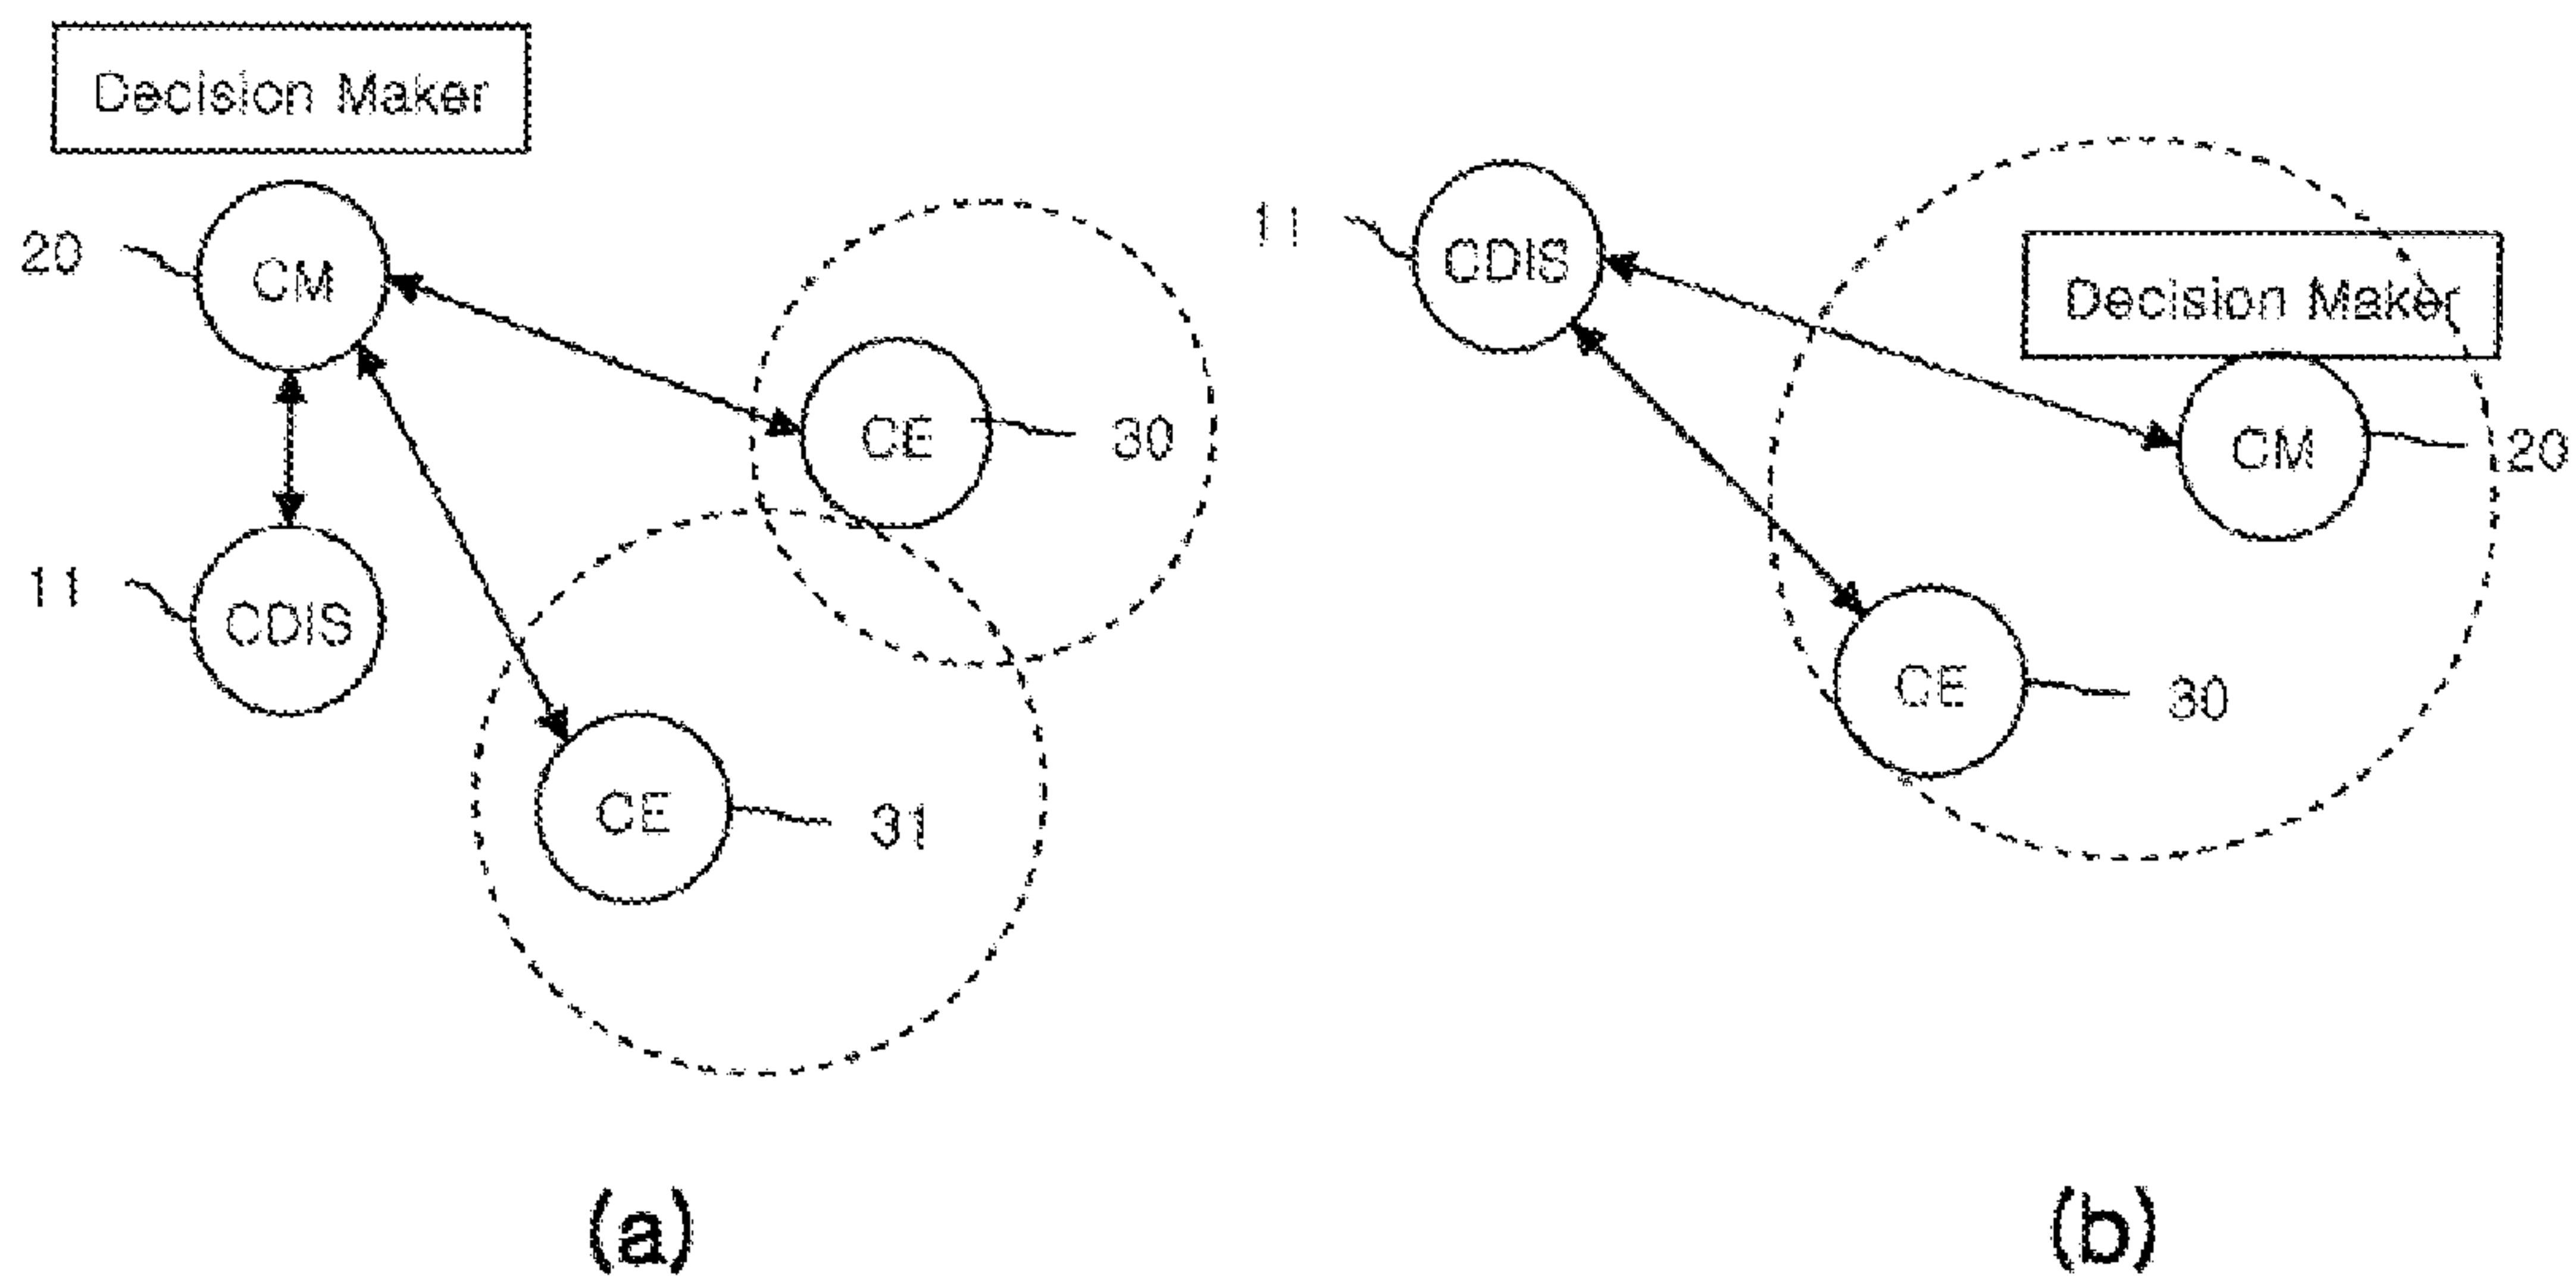 Decision Maker
20
CM
CE
30
11
CDIS
CE
31
(a)
11
CDIS
Decision Maker
CM
20
CE
30
(b)